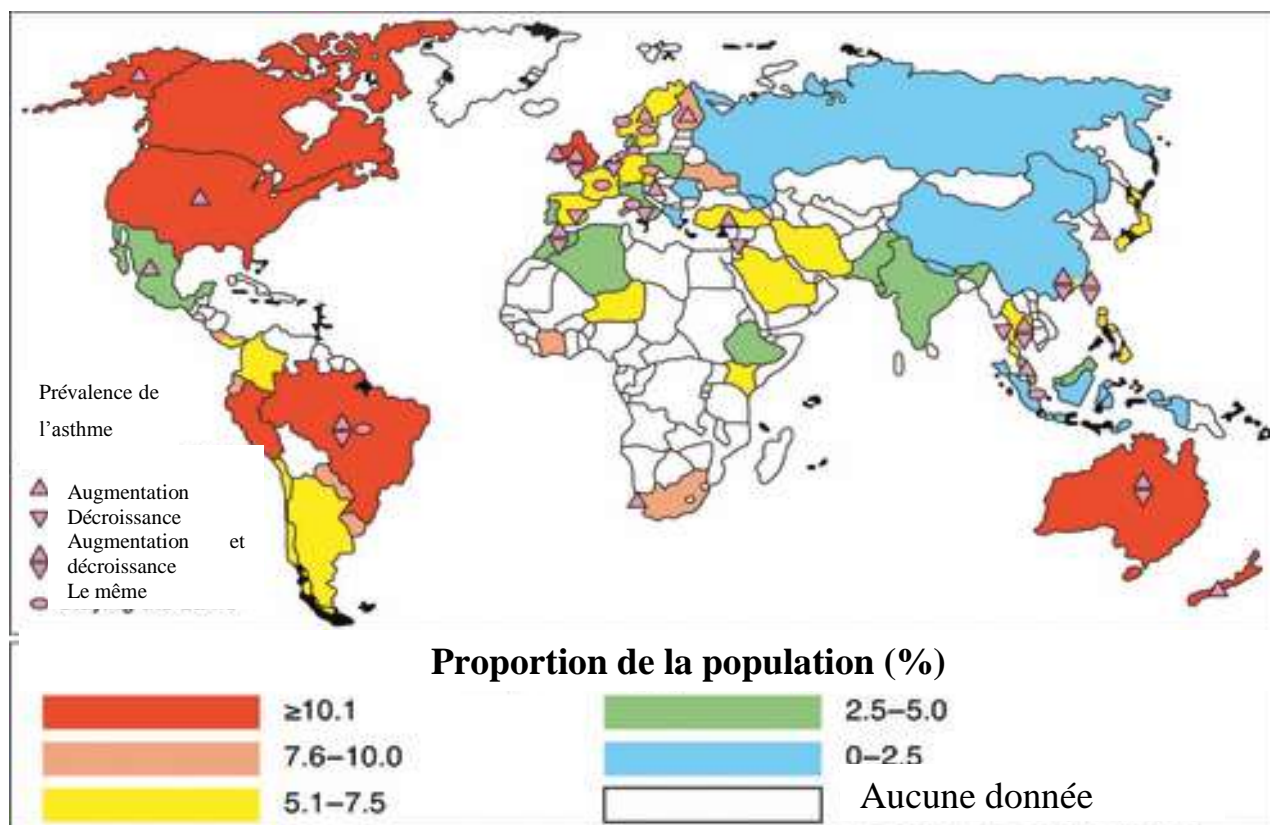 Prévalence de
l’asthme
Augmentation
Décroissance
Augmentation et
décroissance
Le même
Proportion de la population (%)
≥10.1
7.6–10.0
5.1–7.5
2.5–5.0
0–2.5
Aucune donnée